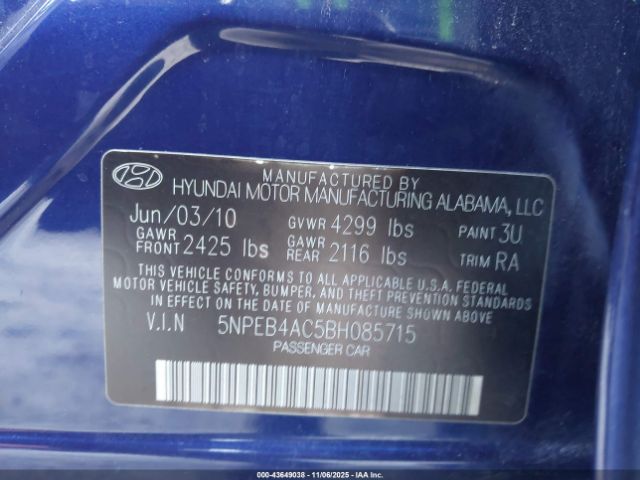 MANUFACTURED BY
HYUNDAI MOTOR MANUFACTURING ALABAMA, LLC
Jun/03/10 GVWR 4299 lbs PAINT 3U
GAWR FRONT 2425 lbs GAWR REAR 2116 lbs TRIM RA
THIS VEHICLE CONFORMS TO ALL APPLICABLE U.S.A. FEDERAL
MOTOR VEHICLE SAFETY, BUMPER, AND THEFT PREVENTION STANDARDS
IN EFFECT ON THE DATE OF MANUFACTURE SHOWN ABOVE.
V.I.N 5NPEB4AC5BH085715
PASSENGER CAR
000-43649038 - 11/06/2025 - IAAI.COM